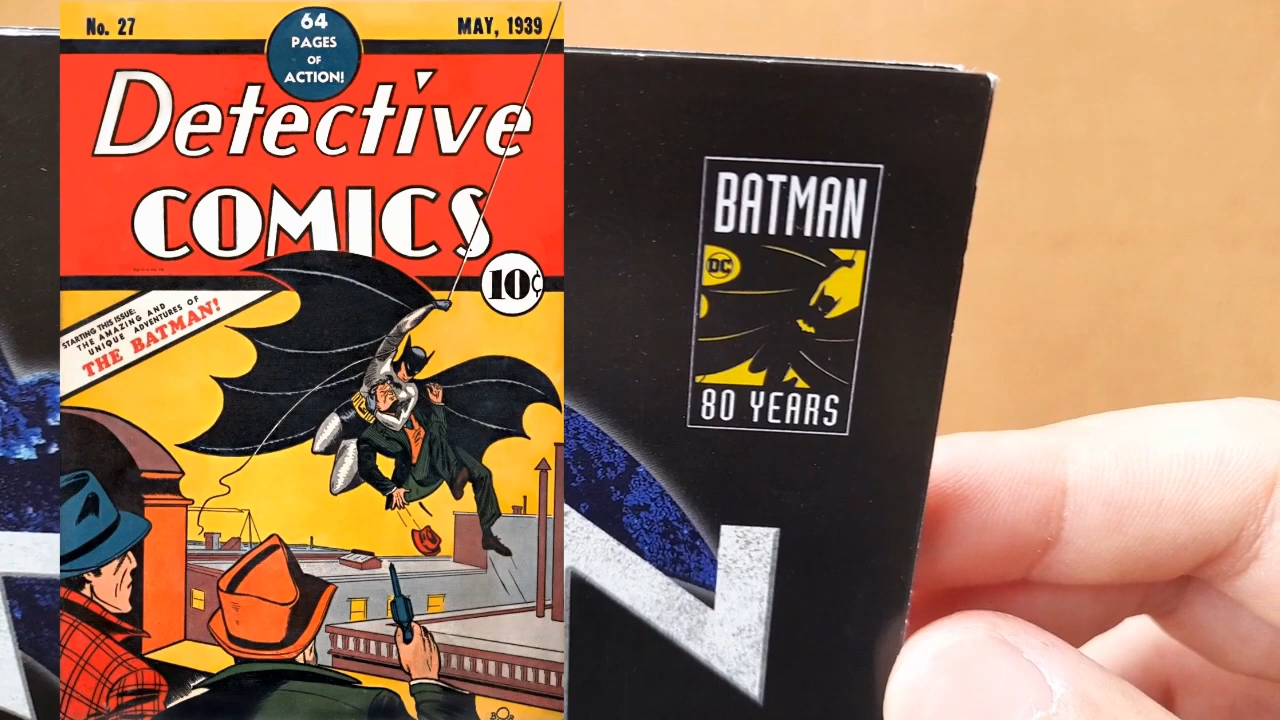 No. 27
64
PAGES
OF
ACTION!
MAY, 1939
Detective
COMICS
10¢
STARTING THIS ISSUE:
THE AMAZING AND
UNIQUE ADVENTURES OF
THE BATMAN!
BATMAN
DC
80 YEARS
N